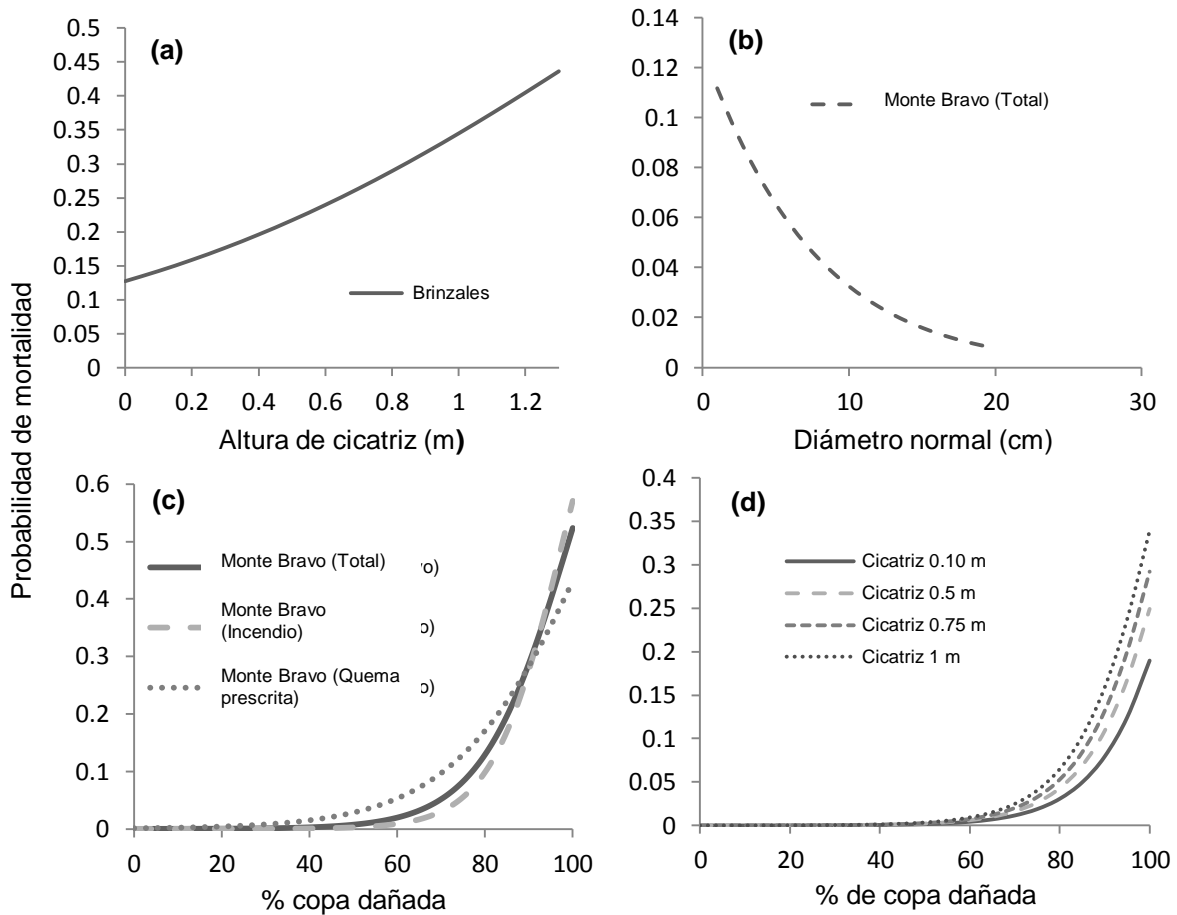 Probabilidad de mortalidad
(a)
0.5
0.45
0.4
0.35
0.3
0.25
0.2
0.15
0.1
0.05
0
Brinzales
0 0.2 0.4 0.6 0.8 1 1.2
Altura de cicatriz (m)
(b)
0.14
0.12
0.1
0.08
0.06
0.04
0.02
0
Monte Bravo (Total)
0 10 20 30
Diámetro normal (cm)
(c)
0.6
0.5
0.4
0.3
0.2
0.1
0
Monte Bravo (Total) vo)
Monte Bravo
(Incendio) o)
Monte Bravo (Quema
prescrita) o)
0 20 40 60 80 100
% copa dañada
(d)
0.4
0.35
0.3
0.25
0.2
0.15
0.1
0.05
0
Cicatriz 0.10 m
Cicatriz 0.5 m
Cicatriz 0.75 m
Cicatriz 1 m
0 20 40 60 80 100
% de copa dañada